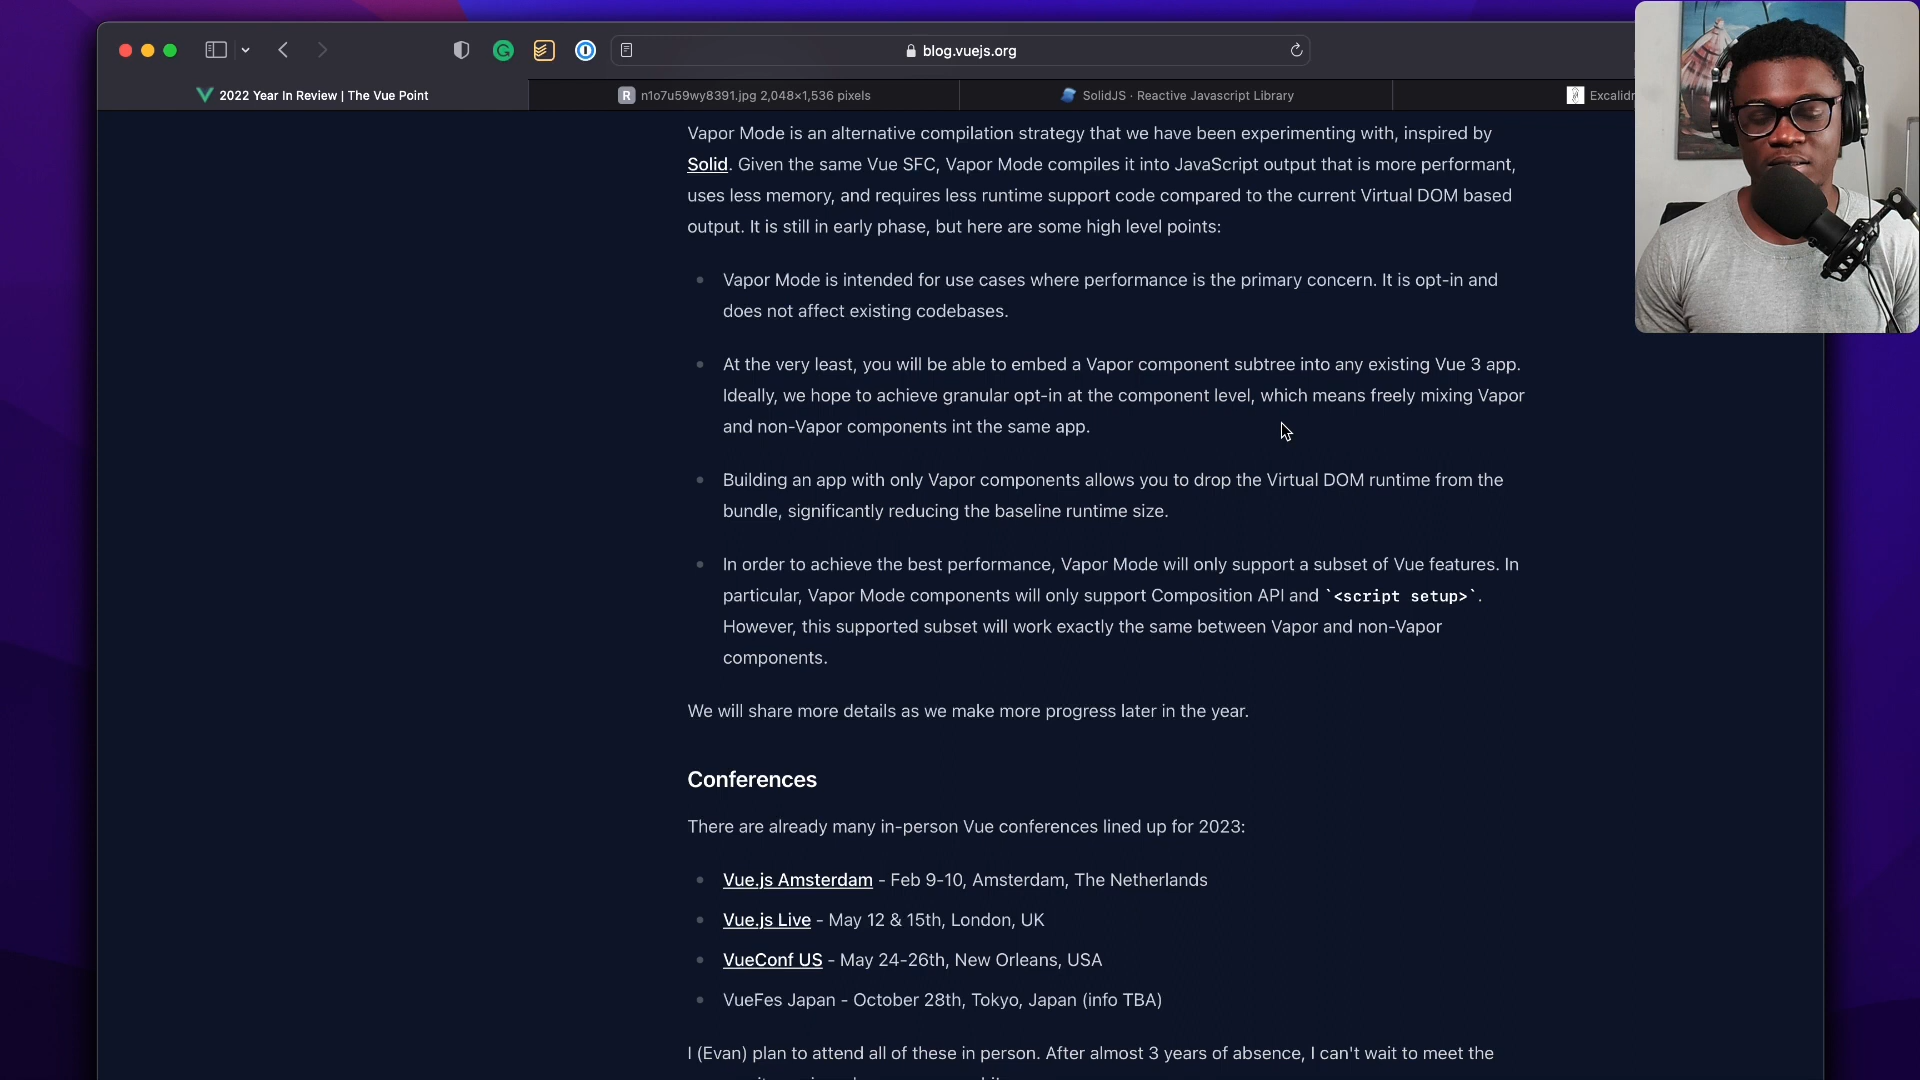 blog.vuejs.org
2022 Year In Review | The Vue Point
R n1o7u59wy8391.jpg 2,048×1,536 pixels
SolidJS · Reactive Javascript Library
Excalidr
Vapor Mode is an alternative compilation strategy that we have been experimenting with, inspired by
Solid. Given the same Vue SFC, Vapor Mode compiles it into JavaScript output that is more performant,
uses less memory, and requires less runtime support code compared to the current Virtual DOM based
output. It is still in early phase, but here are some high level points:
Vapor Mode is intended for use cases where performance is the primary concern. It is opt-in and
does not affect existing codebases.
At the very least, you will be able to embed a Vapor component subtree into any existing Vue 3 app.
Ideally, we hope to achieve granular opt-in at the component level, which means freely mixing Vapor
and non-Vapor components int the same app.
Building an app with only Vapor components allows you to drop the Virtual DOM runtime from the
bundle, significantly reducing the baseline runtime size.
In order to achieve the best performance, Vapor Mode will only support a subset of Vue features. In
particular, Vapor Mode components will only support Composition API and `<script setup>`.
However, this supported subset will work exactly the same between Vapor and non-Vapor
components.
We will share more details as we make more progress later in the year.
Conferences
There are already many in-person Vue conferences lined up for 2023:
Vue.js Amsterdam - Feb 9-10, Amsterdam, The Netherlands
Vue.js Live - May 12 & 15th, London, UK
VueConf US - May 24-26th, New Orleans, USA
VueFes Japan - October 28th, Tokyo, Japan (info TBA)
I (Evan) plan to attend all of these in person. After almost 3 years of absence, I can't wait to meet the